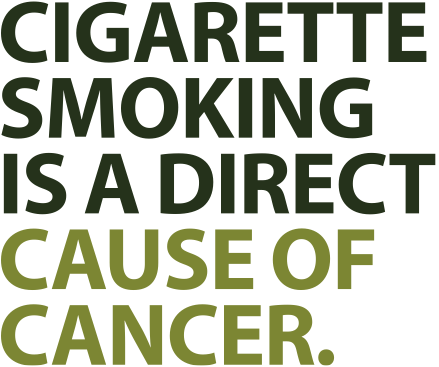 CIGARETTE
SMOKING
IS A DIRECT
CAUSE OF
CANCER.